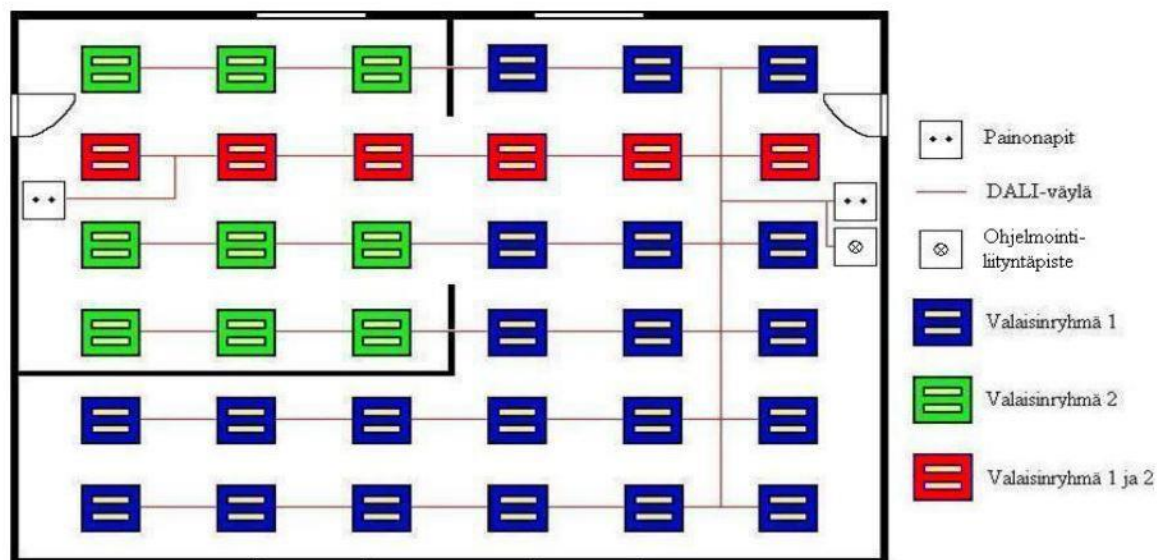 Painonapit
DALI-väylä
Ohjelmointi-
liityntäpiste
Valaisinryhmä 1
Valaisinryhmä 2
Valaisinryhmä 1 ja 2